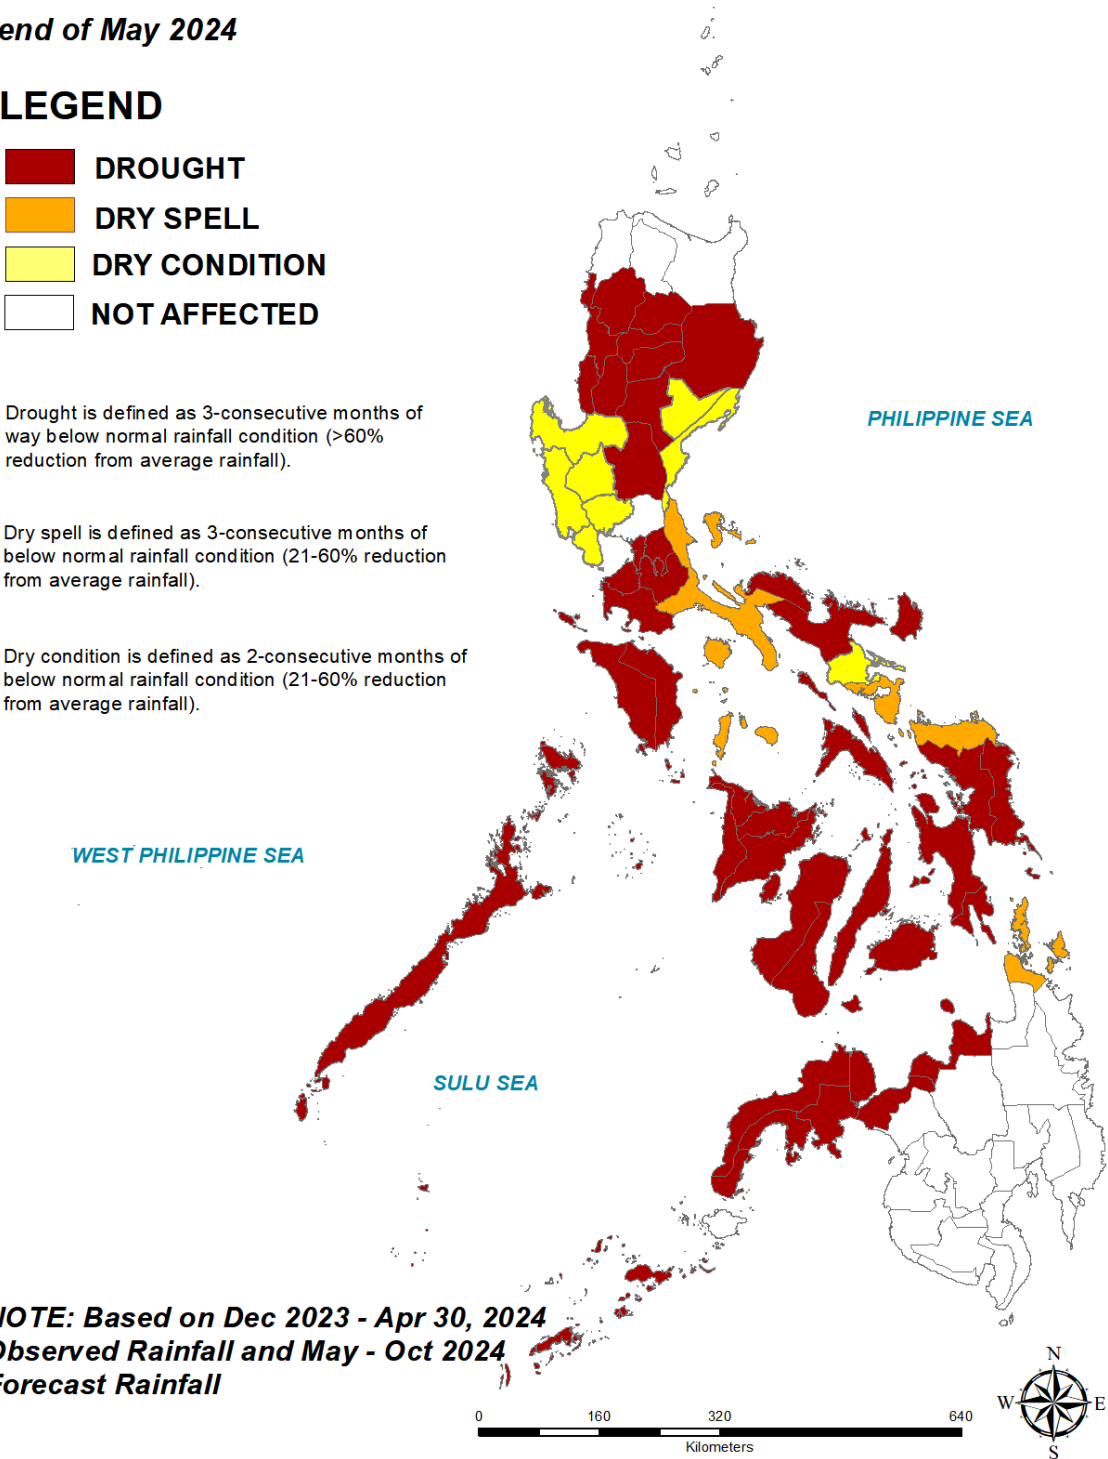 end of May 2024
LEGEND
DROUGHT
DRY SPELL
DRY CONDITION
NOT AFFECTED
Drought is defined as 3-consecutive months of
way below normal rainfall condition (>60%
reduction from average rainfall).
Dry spell is defined as 3-consecutive months of
below normal rainfall condition (21-60% reduction
from average rainfall).
Dry condition is defined as 2-consecutive months of
below normal rainfall condition (21-60% reduction
from average rainfall).
PHILIPPINE SEA
WEST PHILIPPINE SEA
SULU SEA
NOTE: Based on Dec 2023 - Apr 30, 2024
Observed Rainfall and May - Oct 2024
Forecast Rainfall
0 160 320 640
Kilometers
N
W E
S